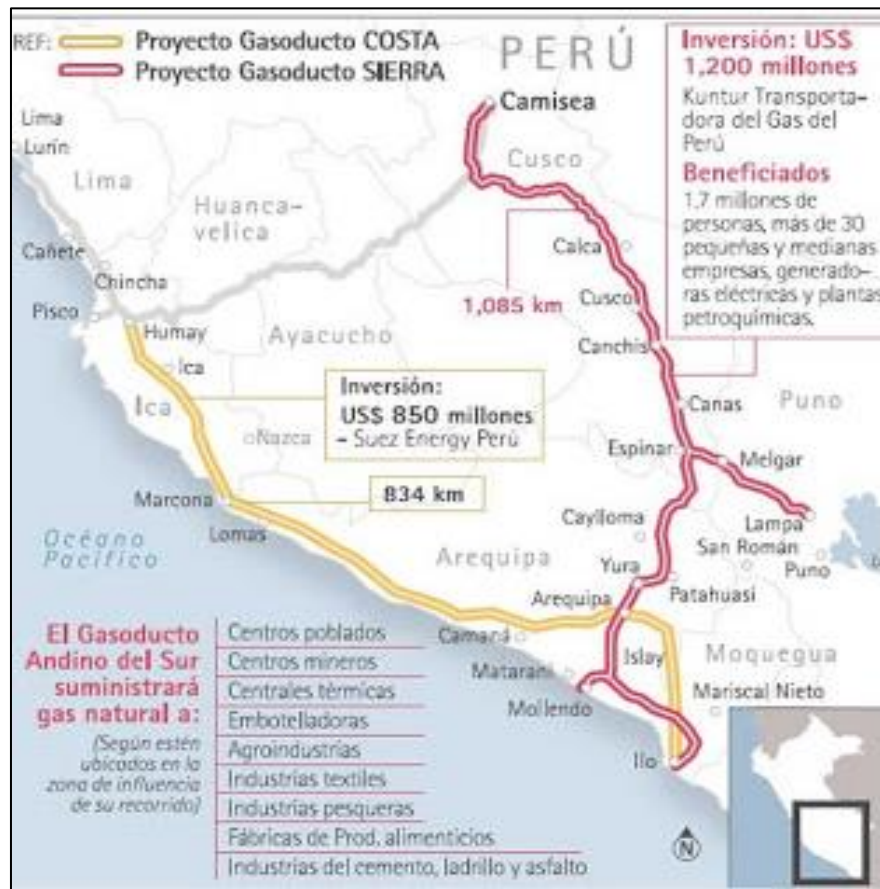 REF:
Proyecto Gasoducto COSTA
Proyecto Gasoducto SIERRA
PERÚ
Inversión: US$
1,200 millones
Kuntur Transporta-
dora del Gas del
Perú
Beneficiados
1,7 millones de
personas, más de 30
pequeñas y medianas
empresas, generado-
ras eléctricas y plantas
petroquímicas.
Camisea
Lima
Lurín
Lima
Cusco
Huanca-
velica
Cañete
Chincha
Calca
Pisco
1,085 km
Cusco
Humay
Ayacucho
Canchis
Ica
Ica
Inversión:
US$ 850 millones
- Suez Energy Perú
Canas
Puno
Nazca
Espinar
Melgar
834 km
Marcona
Lomas
Caylloma
Lampa
San Román
Puno
Océano
Pacífico
Arequipa
Yura
Patahuasi
Arequipa
Camaná
Islay
Moquegua
Matarani
Mollendo
Mariscal Nieto
Ilo
N
El Gasoducto
Andino del Sur
suministrará
gas natural a:
(Según estén
ubicados en la
zona de influencia
de su recorrido)
Centros poblados
Centros mineros
Centrales térmicas
Embotelladoras
Agroindustrias
Industrias textiles
Industrias pesqueras
Fábricas de Prod. alimenticios
Industrias del cemento, ladrillo y asfalto